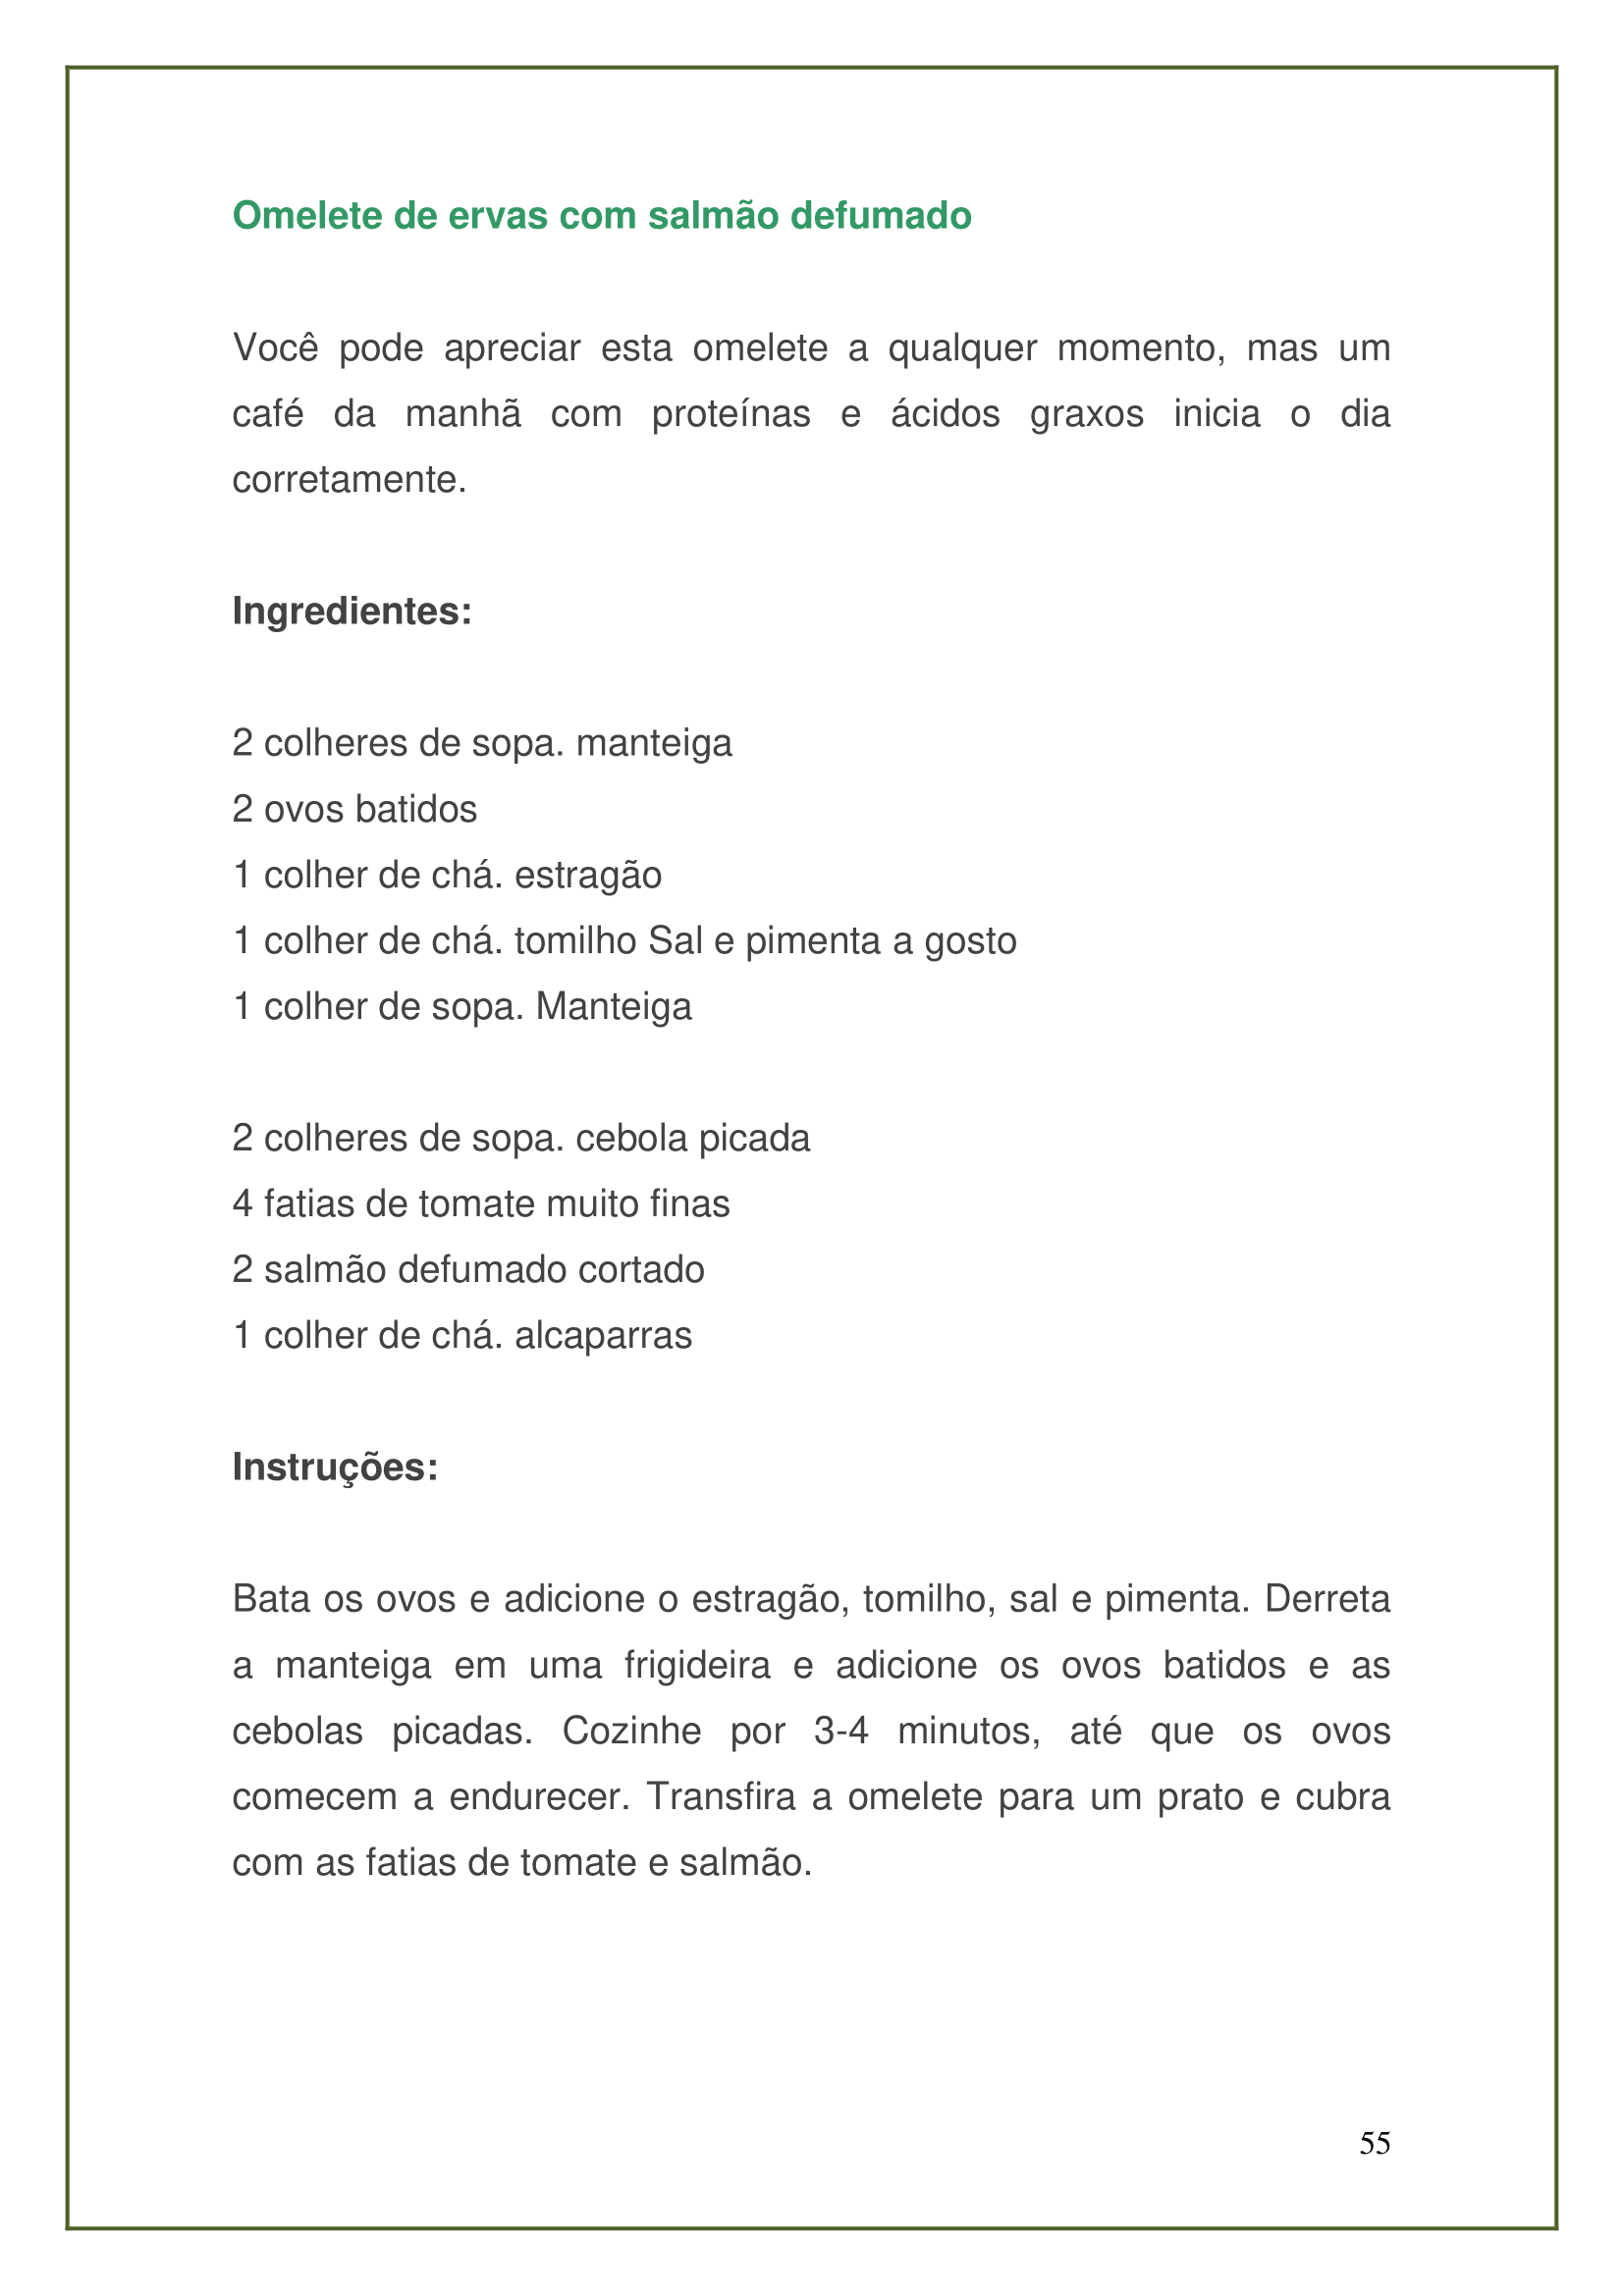 Omelete de ervas com salmão defumado
Você pode apreciar esta omelete a qualquer momento, mas um
café da manhã com proteínas e ácidos graxos inicia o dia
corretamente.
Ingredientes:
2 colheres de sopa. manteiga
2 ovos batidos
1 colher de chá. estragão
1 colher de chá. tomilho Sal e pimenta a gosto
1 colher de sopa. Manteiga
2 colheres de sopa. cebola picada
4 fatias de tomate muito finas
2 salmão defumado cortado
1 colher de chá. alcaparras
Instruções:
Bata os ovos e adicione o estragão, tomilho, sal e pimenta. Derreta
a manteiga em uma frigideira e adicione os ovos batidos e as
cebolas picadas. Cozinhe por 3-4 minutos, até que os ovos
comecem a endurecer. Transfira a omelete para um prato e cubra
com as fatias de tomate e salmão.
55